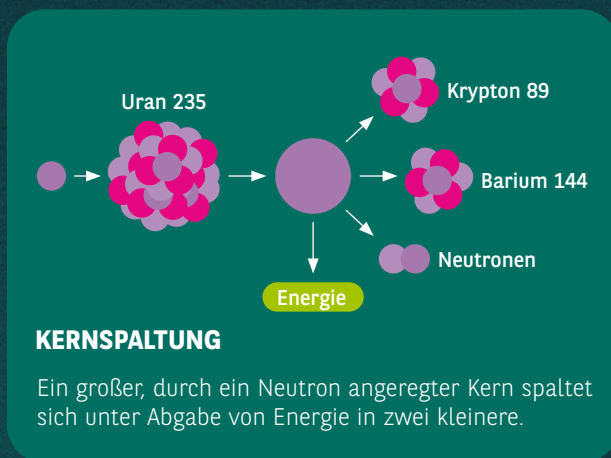 Uran 235
Krypton 89
Barium 144
Neutronen
Energie
KERNSPALTUNG
Ein großer, durch ein Neutron angeregter Kern spaltet
sich unter Abgabe von Energie in zwei kleinere.